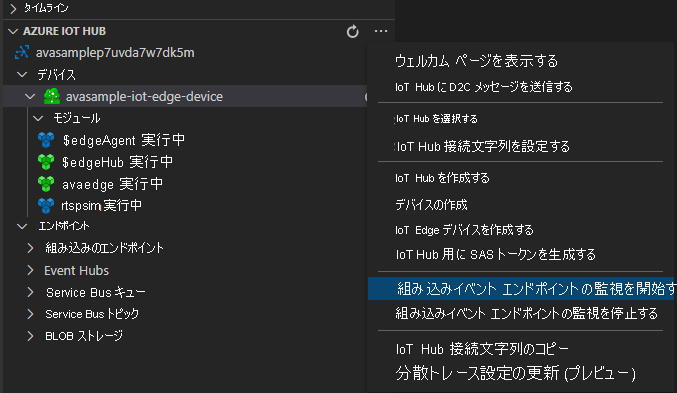 タイムライン
AZURE IOT HUB
avasamplep7uvda7w7dk5m
デバイス
avasample-iot-edge-device
モジュール
$edgeAgent 実行中
$edgeHub 実行中
avaedge 実行中
rtspsim 実行中
エンドポイント
組み込みのエンドポイント
Event Hubs
Service Bus キュー
Service Bus トピック
BLOB ストレージ
ウェルカム ページを表示する
IoT Hub に D2C メッセージを送信する
IoT Hub を選択する
IoT Hub 接続文字列を設定する
IoT Hub を作成する
デバイスの作成
IoT Edge デバイスを作成する
IoT Hub 用に SAS トークンを生成する
組み込みイベント エンドポイントの監視を開始す
組み込みイベント エンドポイントの監視を停止する
IoT Hub 接続文字列のコピー
分散トレース設定の更新 (プレビュー)